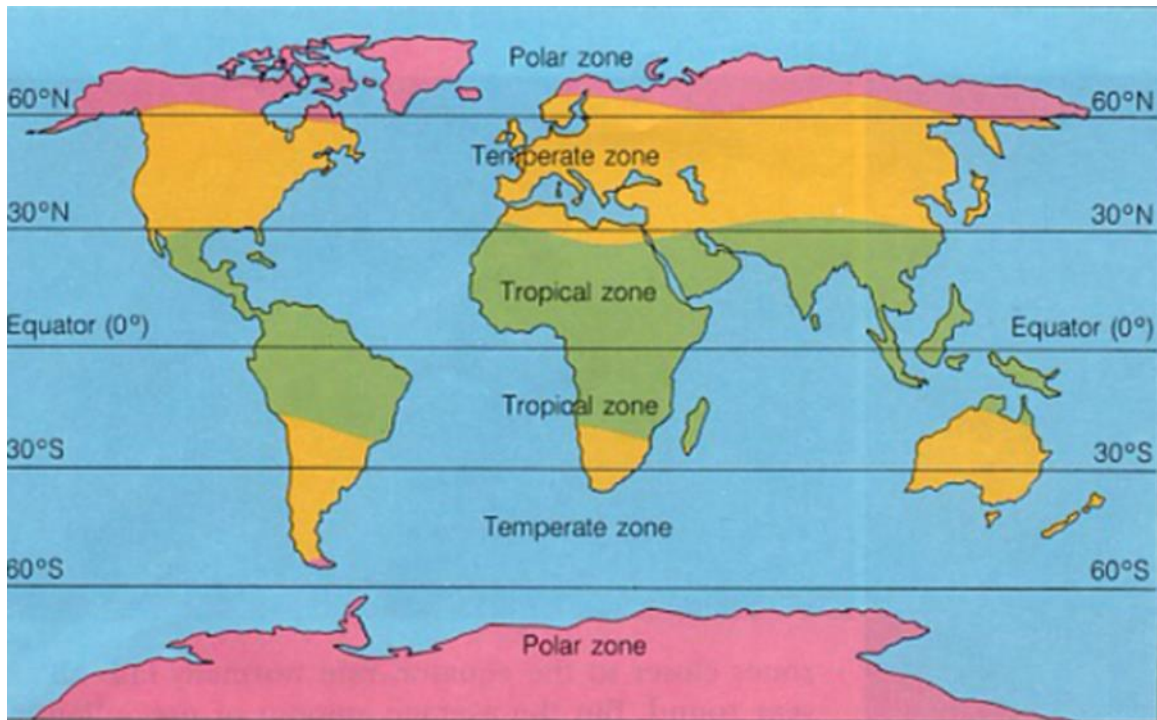 Polar zone
60°N
60°N
Temperate zone
30°N
30°N
Tropical zone
Equator (0°)
Equator (0°)
Tropical zone
30°S
30°S
Temperate zone
60°S
60°S
Polar zone